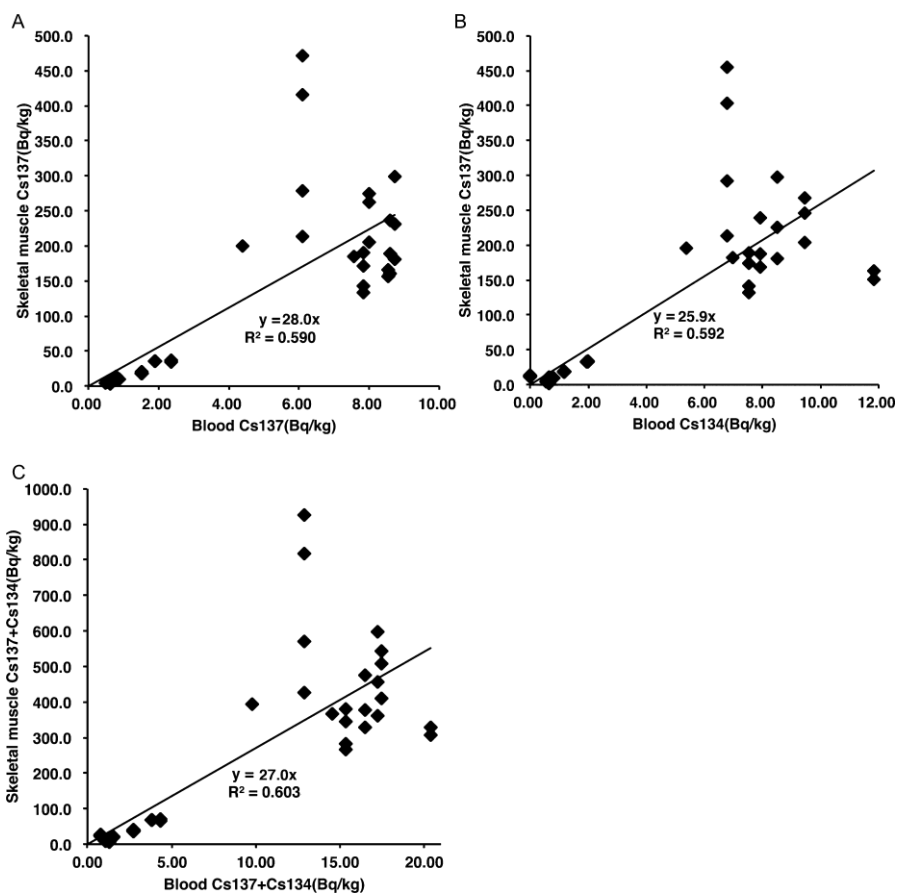 A
500.0
450.0
400.0
350.0
300.0
250.0
200.0
150.0
100.0
50.0
0.0
Skeletal muscle Cs137(Bq/kg)
y =28.0x
R² = 0.590
0.00 2.00 4.00 6.00 8.00 10.00
Blood Cs137(Bq/kg)
B
500.0
450.0
400.0
350.0
300.0
250.0
200.0
150.0
100.0
50.0
0.0
Skeletal muscle Cs137(Bq/kg)
y = 25.9x
R² = 0.592
0.00 2.00 4.00 6.00 8.00 10.00 12.00
Blood Cs134(Bq/kg)
C
1000.0
900.0
800.0
700.0
600.0
500.0
400.0
300.0
200.0
100.0
0.0
Skeletal muscle Cs137+Cs134(Bq/kg)
y = 27.0x
R² = 0.603
0.00 5.00 10.00 15.00 20.00
Blood Cs137+Cs134(Bq/kg)